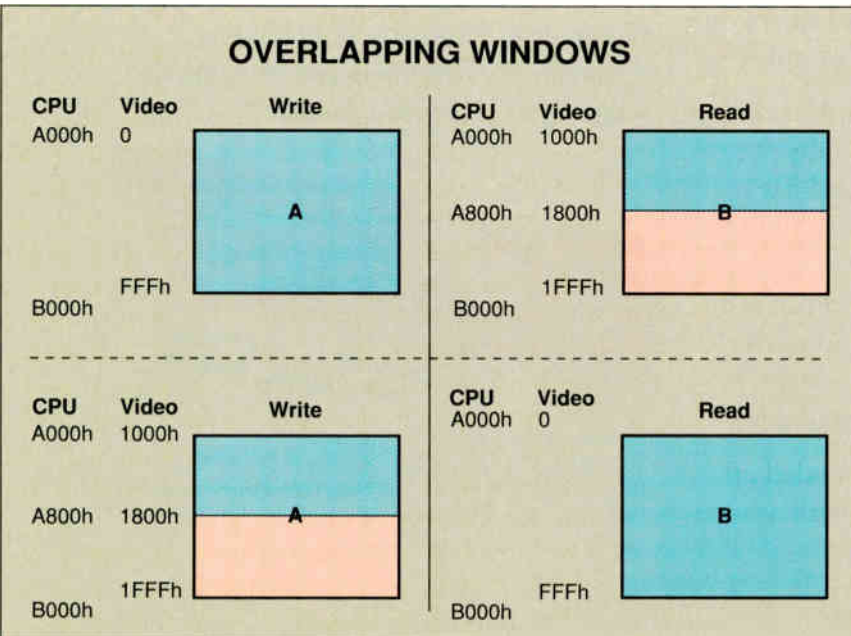 OVERLAPPING WINDOWS
CPU Video Write
A000h 0
A
FFFh
B000h
CPU Video Read
A000h 1000h
A800h 1800h B
1FFFh
B000h
CPU Video Write
A000h 1000h
A800h 1800h A
1FFFh
B000h
CPU Video Read
A000h 0
B
FFFh
B000h